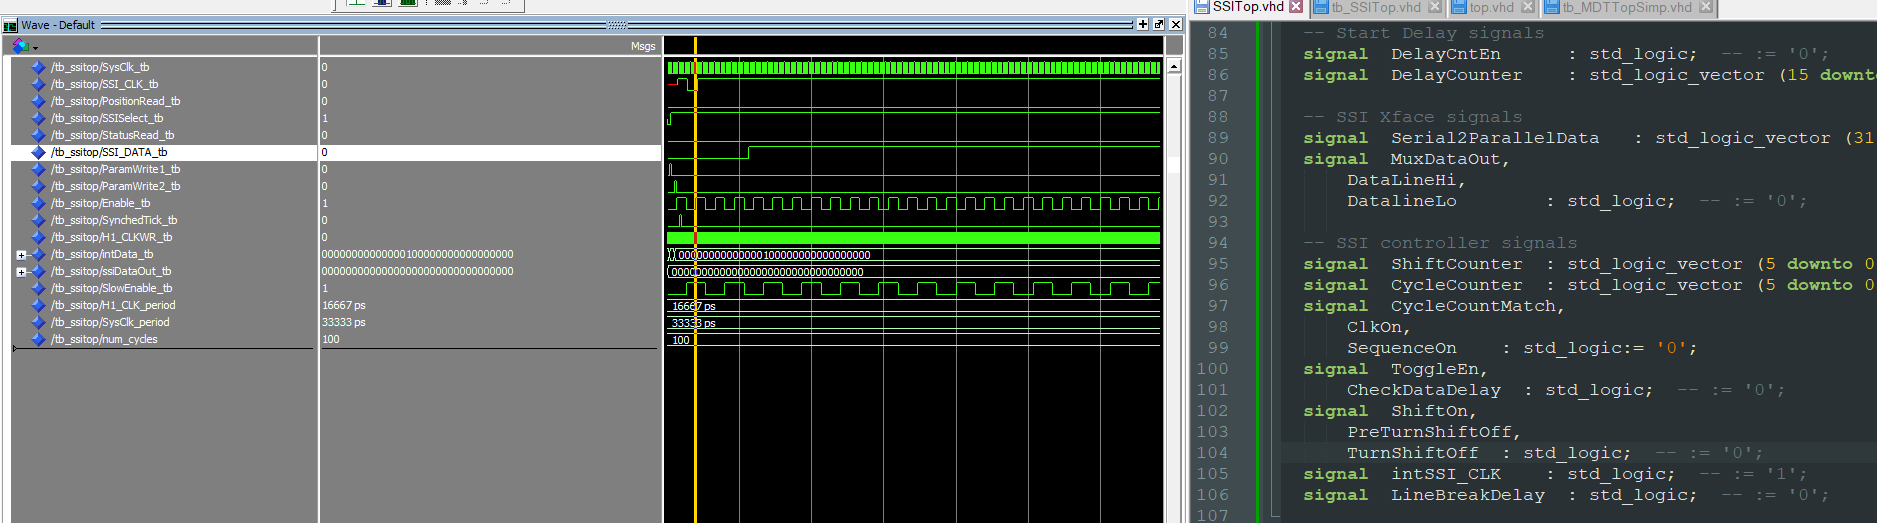 Wave - Default
Msgs
/tb_ssitop/SysClk_tb 0
/tb_ssitop/SSI_CLK_tb 0
/tb_ssitop/PositionRead_tb 0
/tb_ssitop/SSISelect_tb 1
/tb_ssitop/StatusRead_tb 0
/tb_ssitop/SSI_DATA_tb 0
/tb_ssitop/ParamWrite1_tb 0
/tb_ssitop/ParamWrite2_tb 0
/tb_ssitop/Enable_tb 1
/tb_ssitop/SynchedTick_tb 0
/tb_ssitop/H1_CLKWR_tb 0
/tb_ssitop/intData_tb 00000000000000100000000000000000 00000000000000100000000000000000
/tb_ssitop/ssiDataOut_tb 00000000000000000000000000000000 00000000000000000000000000000000
/tb_ssitop/SlowEnable_tb 1
/tb_ssitop/H1_CLK_period 16667 ps 16667 ps
/tb_ssitop/SysClk_period 33333 ps 33333 ps
/tb_ssitop/num_cycles 100 100
SSITop.vhd tb_SSITop.vhd top.vhd tb_MDTTopSimp.vhd
84 -- Start Delay signals
85 signal DelayCntEn : std_logic; -- := '0';
86 signal DelayCounter : std_logic_vector (15 downt
87
88 -- SSI Xface signals
89 signal Serial2ParallelData : std_logic_vector (31
90 signal MuxDataOut,
91 DataLineHi,
92 DatalineLo : std_logic; -- := '0';
93
94 -- SSI controller signals
95 signal ShiftCounter : std_logic_vector (5 downto 0
96 signal CycleCounter : std_logic_vector (5 downto 0
97 signal CycleCountMatch,
98 ClkOn,
99 SequenceOn : std_logic:= '0';
100 signal ToggleEn,
101 CheckDataDelay : std_logic; -- := '0';
102 signal ShiftOn,
103 PreTurnShiftOff,
104 TurnShiftOff : std_logic; -- := '0';
105 signal intSSI_CLK : std_logic; -- := '1';
106 signal LineBreakDelay : std_logic; -- := '0';
107